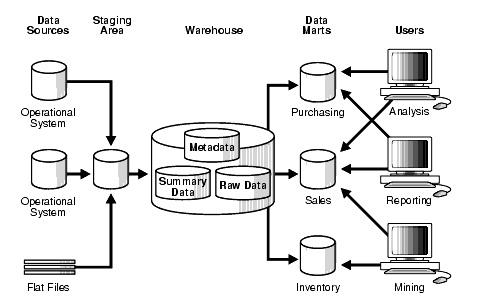 Data
Sources
Staging
Area
Warehouse
Data
Marts
Users
Operational
System
Purchasing
Analysis
Metadata
Summary
Data
Raw Data
Operational
System
Sales
Reporting
Flat Files
Inventory
Mining